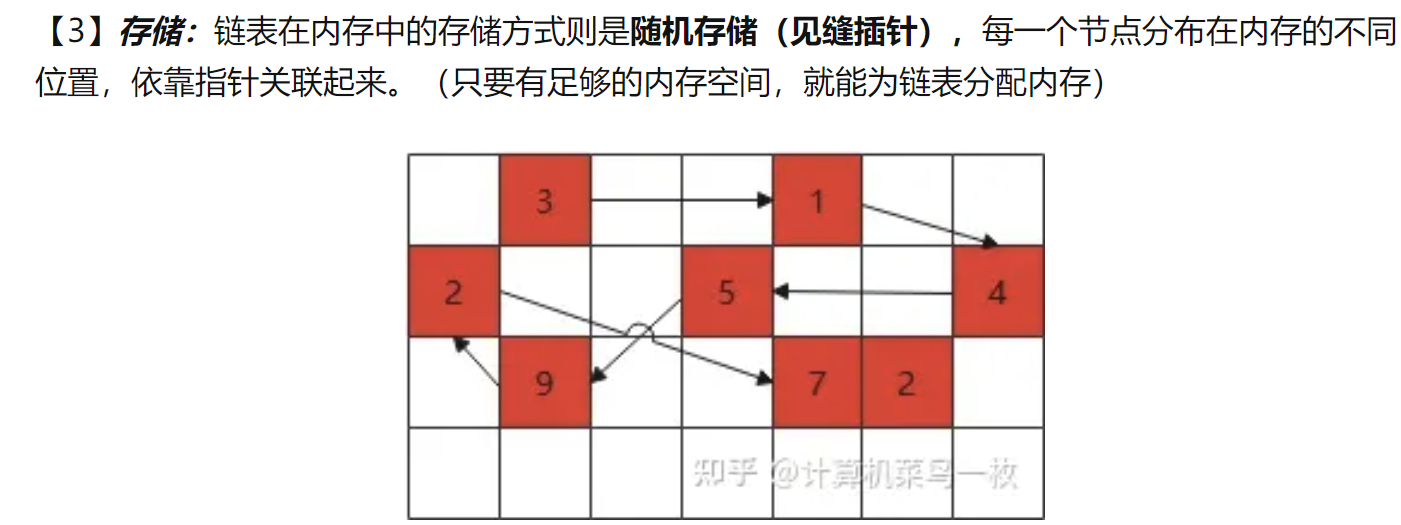 【3】存储：链表在内存中的存储方式则是随机存储（见缝插针），每一个节点分布在内存的不同
位置，依靠指针关联起来。（只要有足够的内存空间，就能为链表分配内存）
3 1
2 5 4
9 7 2
知乎 @计算机菜鸟一枚